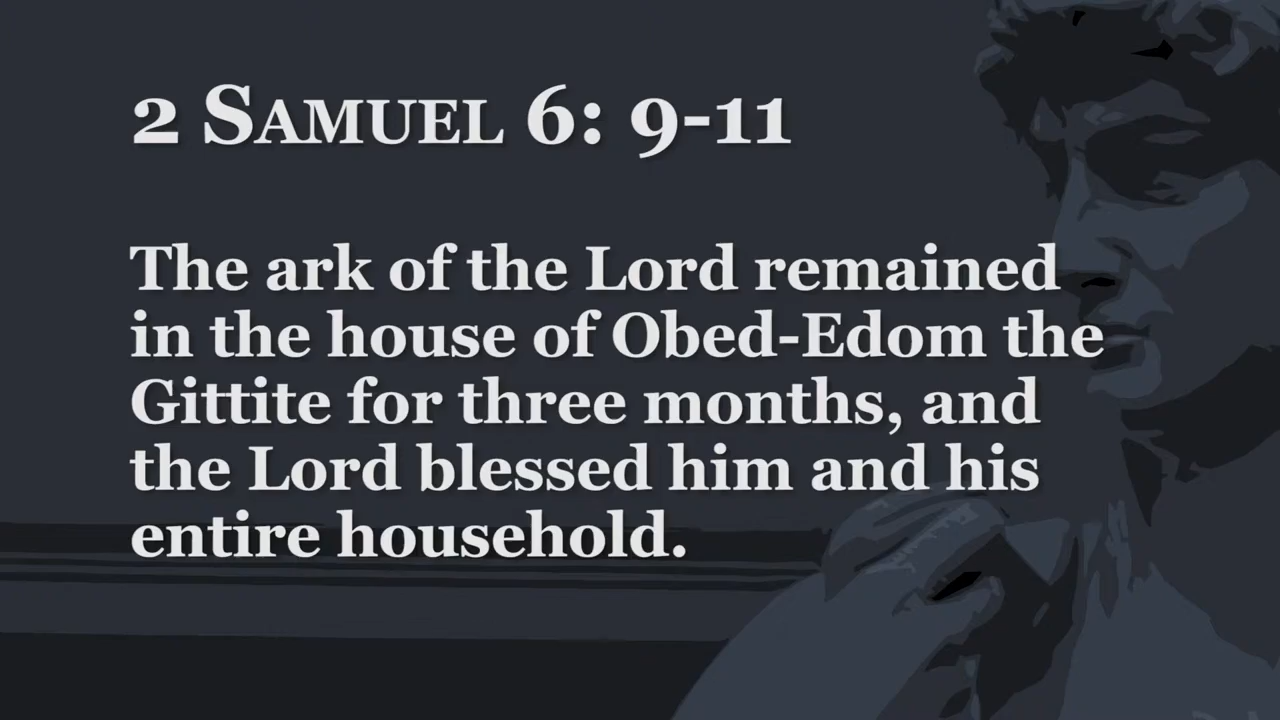 2 SAMUEL 6: 9-11
The ark of the Lord remained
in the house of Obed-Edom the
Gittite for three months, and
the Lord blessed him and his
entire household.